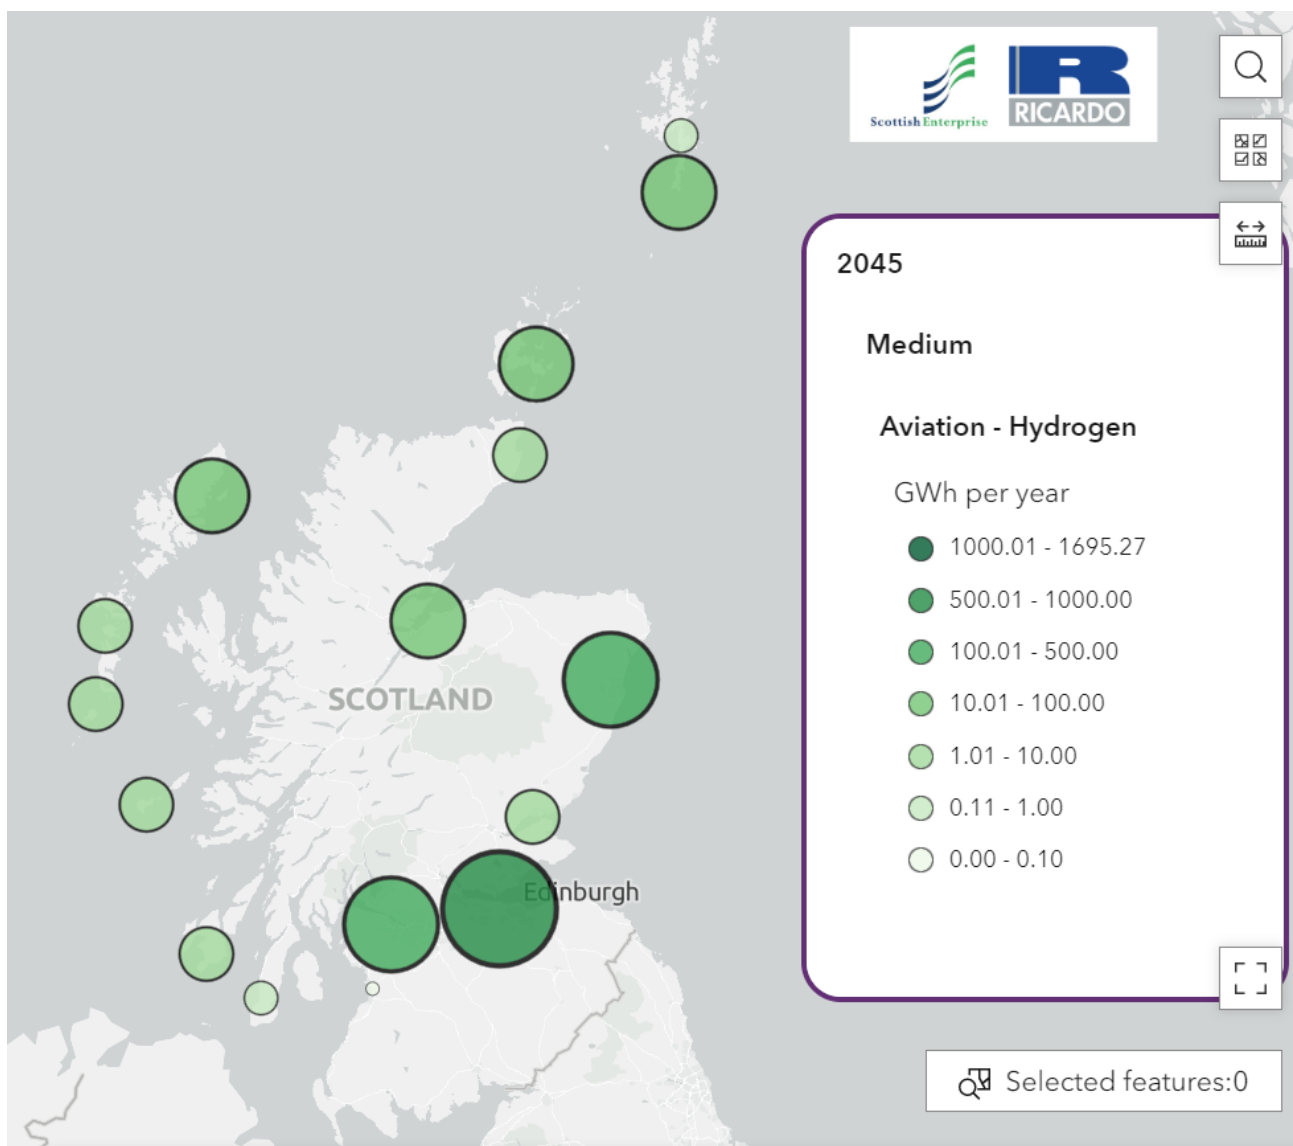 Scottish Enterprise
RICARDO
2045
Medium
Aviation - Hydrogen
GWh per year
1000.01 - 1695.27
500.01 - 1000.00
100.01 - 500.00
10.01 - 100.00
1.01 - 10.00
0.11 - 1.00
0.00 - 0.10
SCOTLAND
Edinburgh
Selected features:0